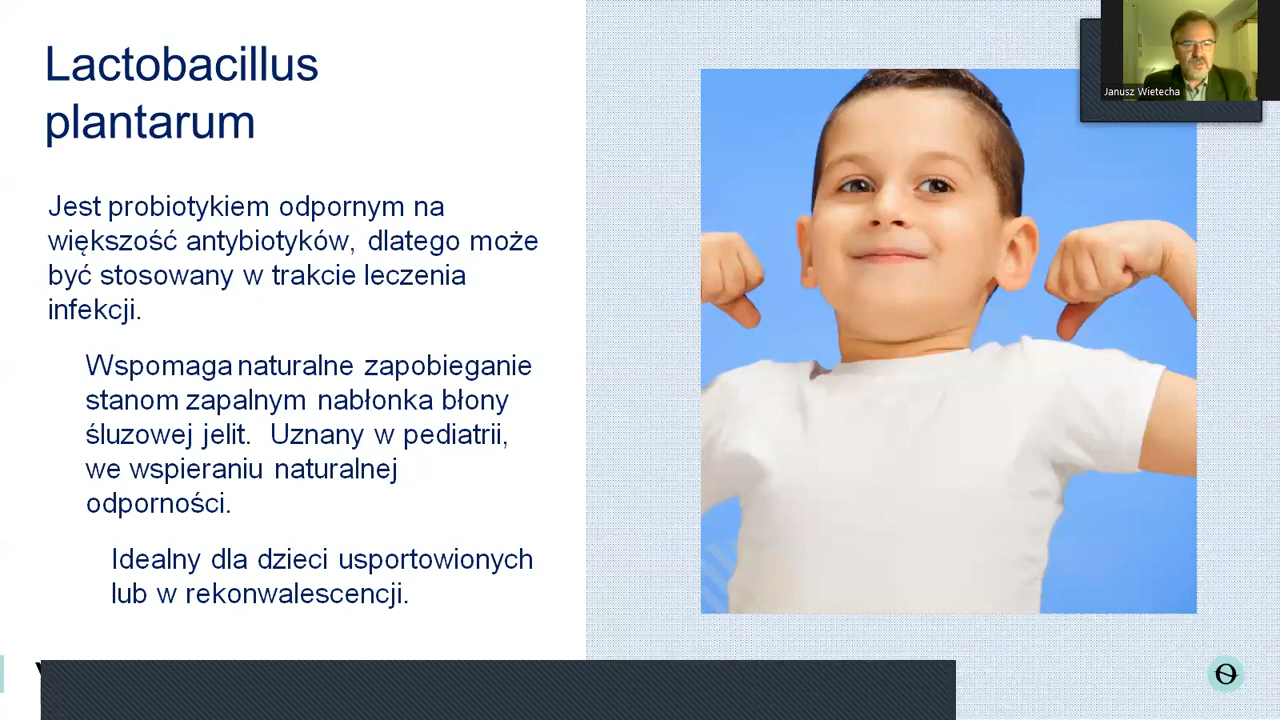 Lactobacillus
plantarum
Janusz Wietecha
Jest probiotykiem odpornym na
większość antybiotyków, dlatego może
być stosowany w trakcie leczenia
infekcji.
Wspomaga naturalne zapobieganie
stanom zapalnym nabłonka błony
śluzowej jelit. Uznany w pediatrii,
we wspieraniu naturalnej
odporności.
Idealny dla dzieci usportowionych
lub w rekonwalescencji.